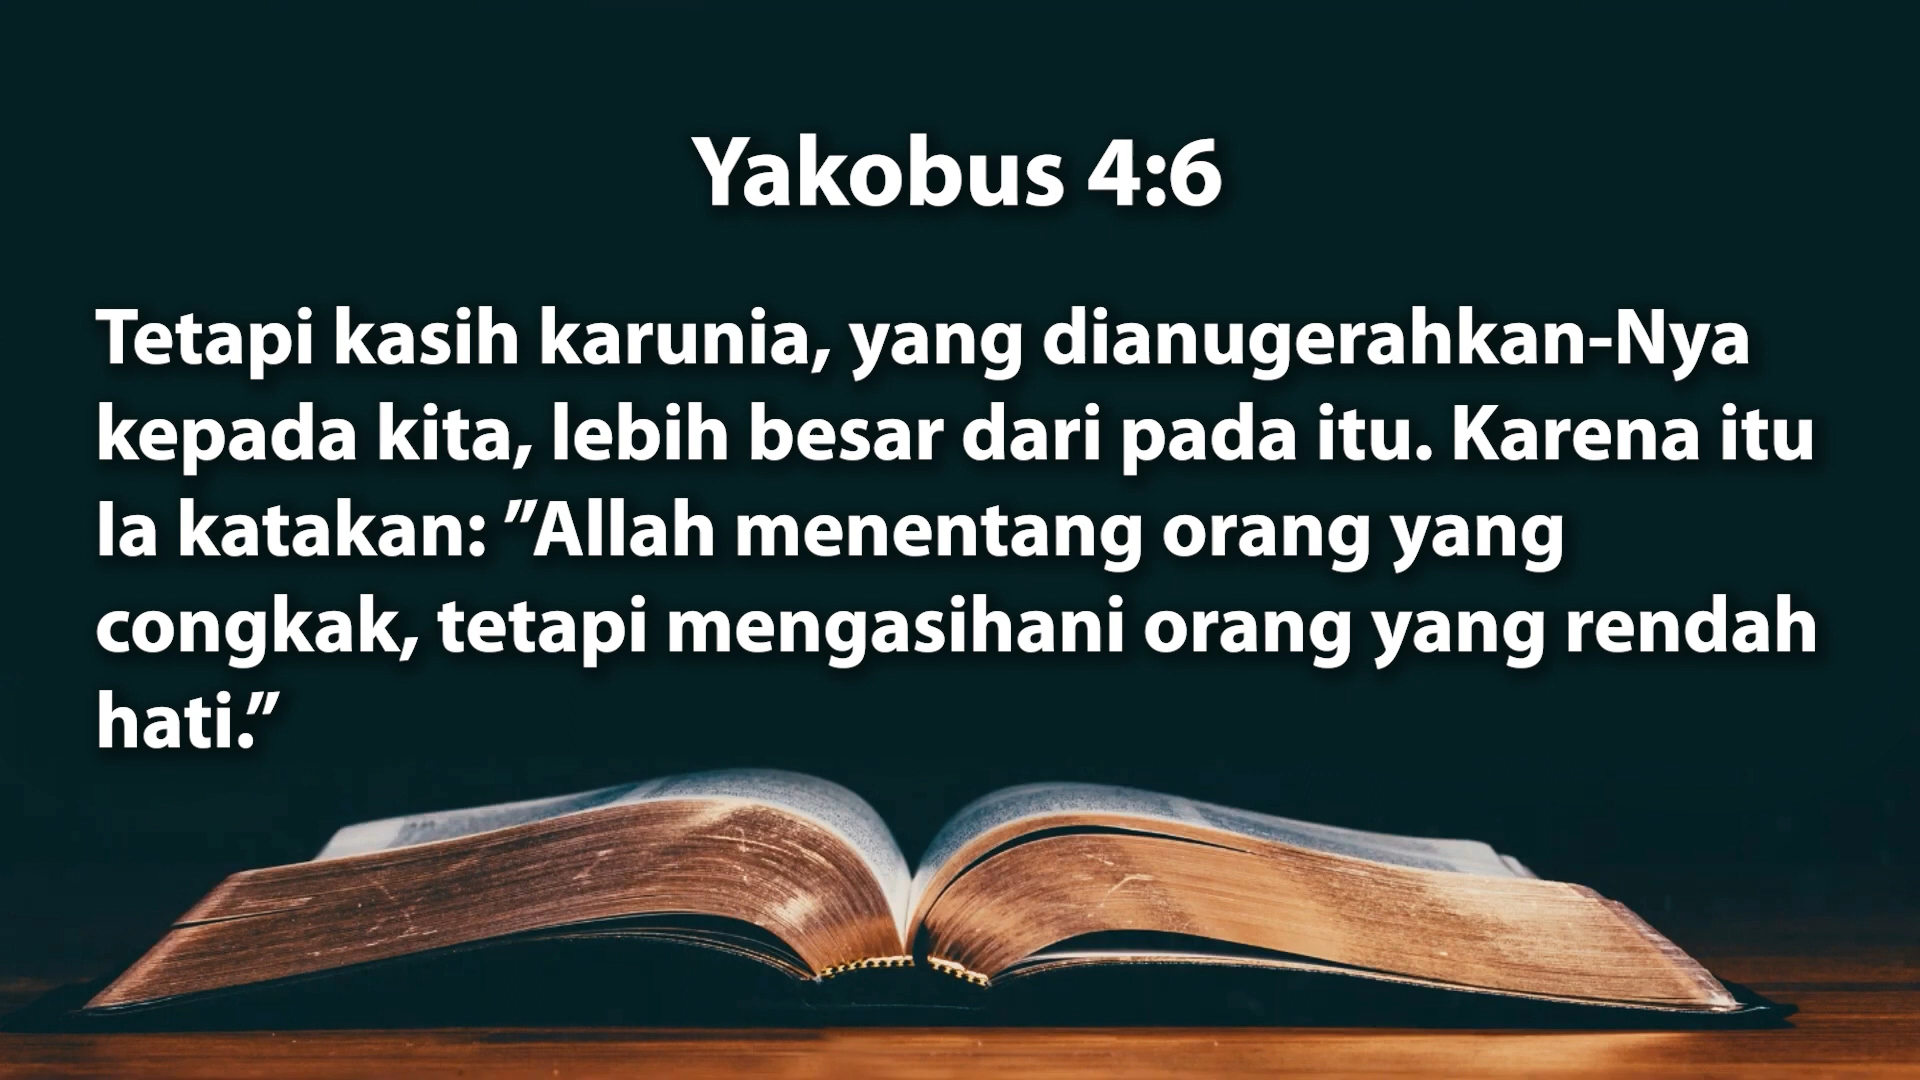 Yakobus 4:6
Tetapi kasih karunia, yang dianugerahkan-Nya
kepada kita, lebih besar dari pada itu. Karena itu
Ia katakan: ”Allah menentang orang yang
congkak, tetapi mengasihani orang yang rendah
hati.”